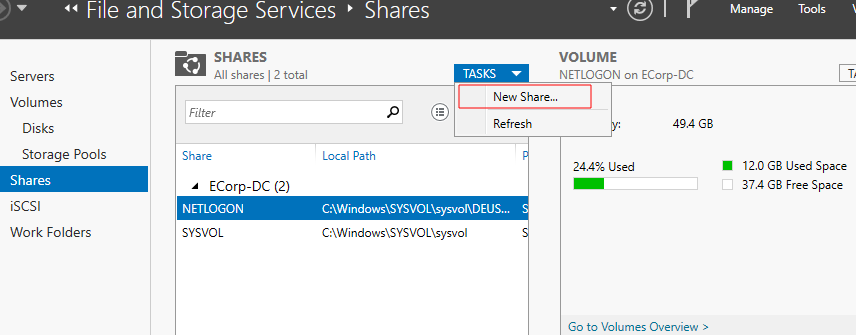 File and Storage Services ▸ Shares
Manage Tools
Servers
Volumes
Disks
Storage Pools
Shares
iSCSI
Work Folders
SHARES
All shares | 2 total
TASKS
New Share...
Refresh
Filter
Share Local Path
ECorp-DC (2)
NETLOGON C:\Windows\SYSVOL\sysvol\DEUS...
SYSVOL C:\Windows\SYSVOL\sysvol
VOLUME
NETLOGON on ECorp-DC
49.4 GB
24.4% Used
12.0 GB Used Space
37.4 GB Free Space
Go to Volumes Overview >